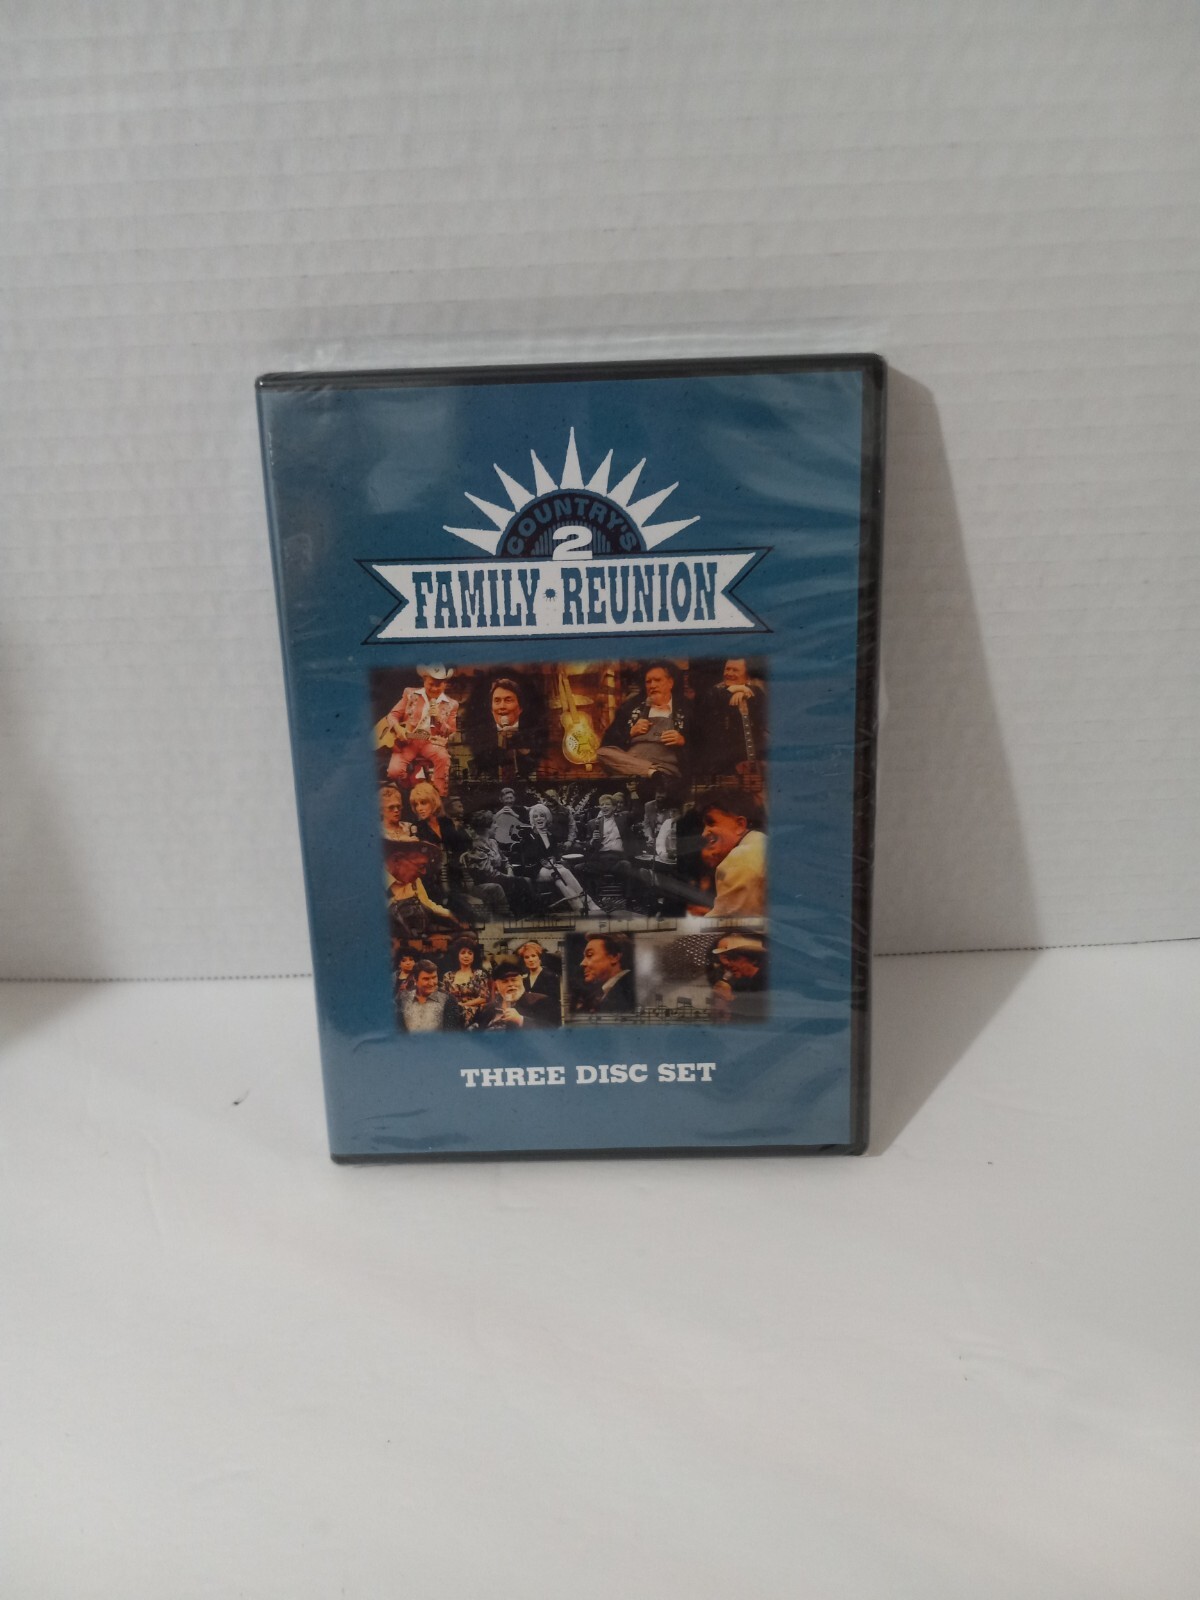 COUNTRY'S
2
FAMILY REUNION
THREE DISC SET